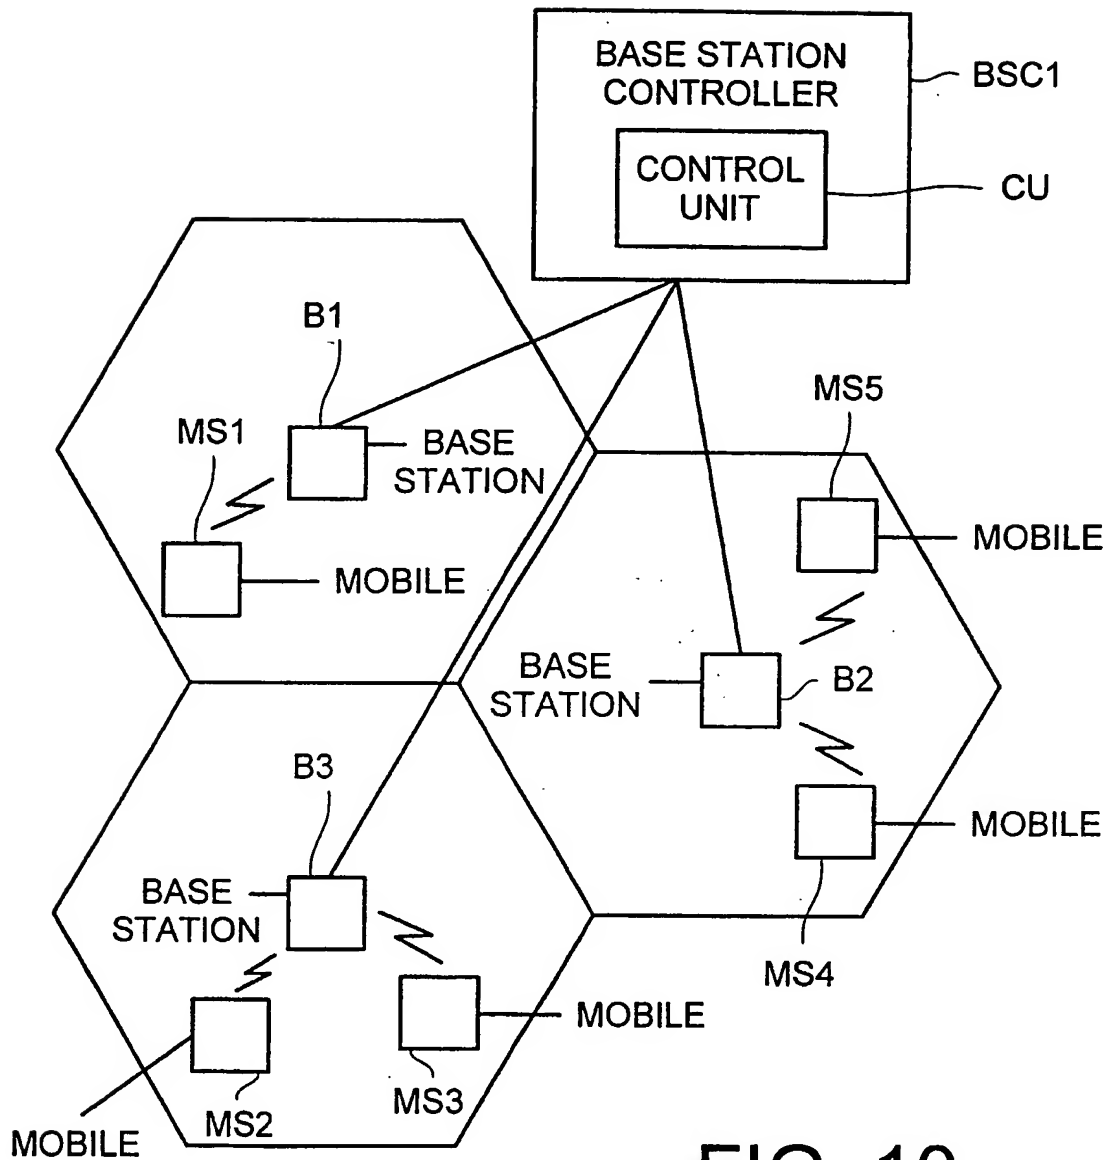 BASE STATION
CONTROLLER
BSC1
CONTROL
UNIT
CU
B1
MS5
MS1
BASE
STATION
MOBILE
MOBILE
BASE
STATION
B2
B3
MOBILE
BASE
STATION
MS4
MOBILE
MS3
MS2
MOBILE